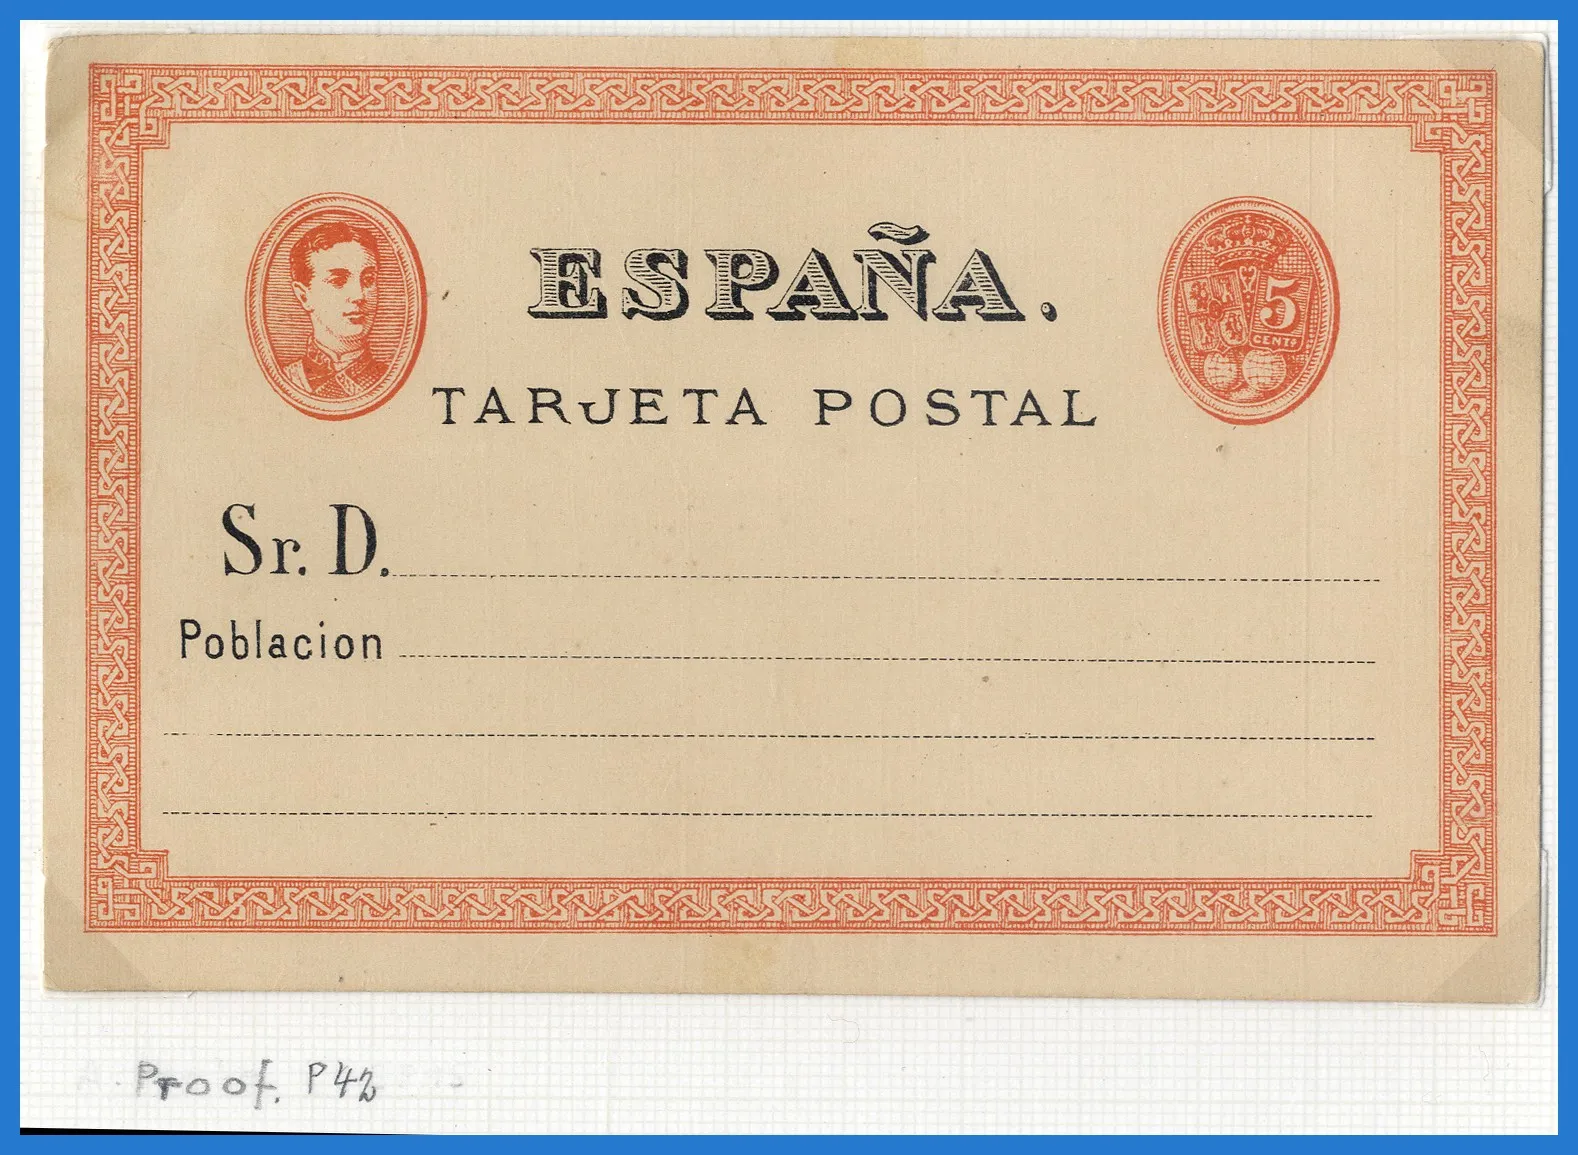 ESPAÑA.
5
CENTS
TARJETA POSTAL
Sr. D.
Poblacion
Proof. P42